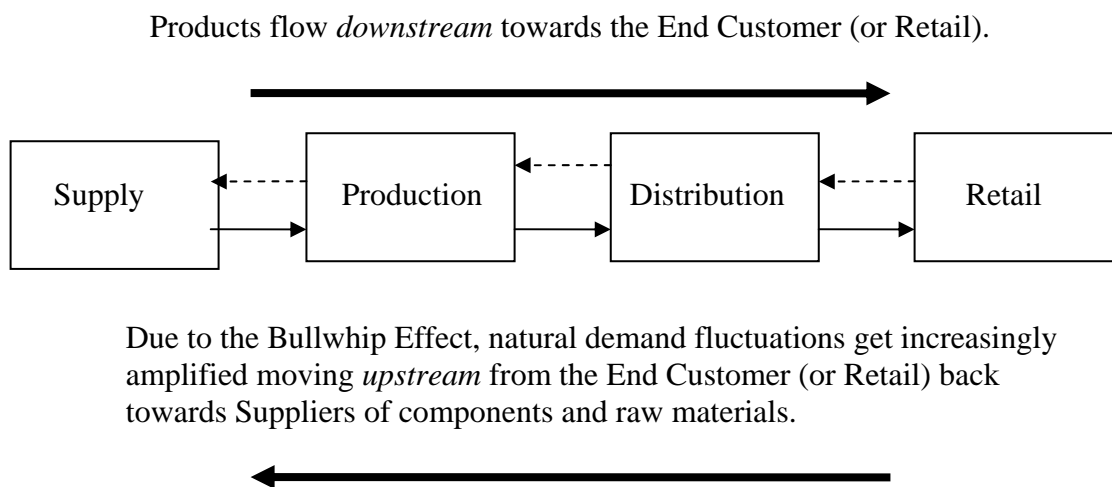 Products flow downstream towards the End Customer (or Retail).
Supply
Production
Distribution
Retail
Due to the Bullwhip Effect, natural demand fluctuations get increasingly
amplified moving upstream from the End Customer (or Retail) back
towards Suppliers of components and raw materials.